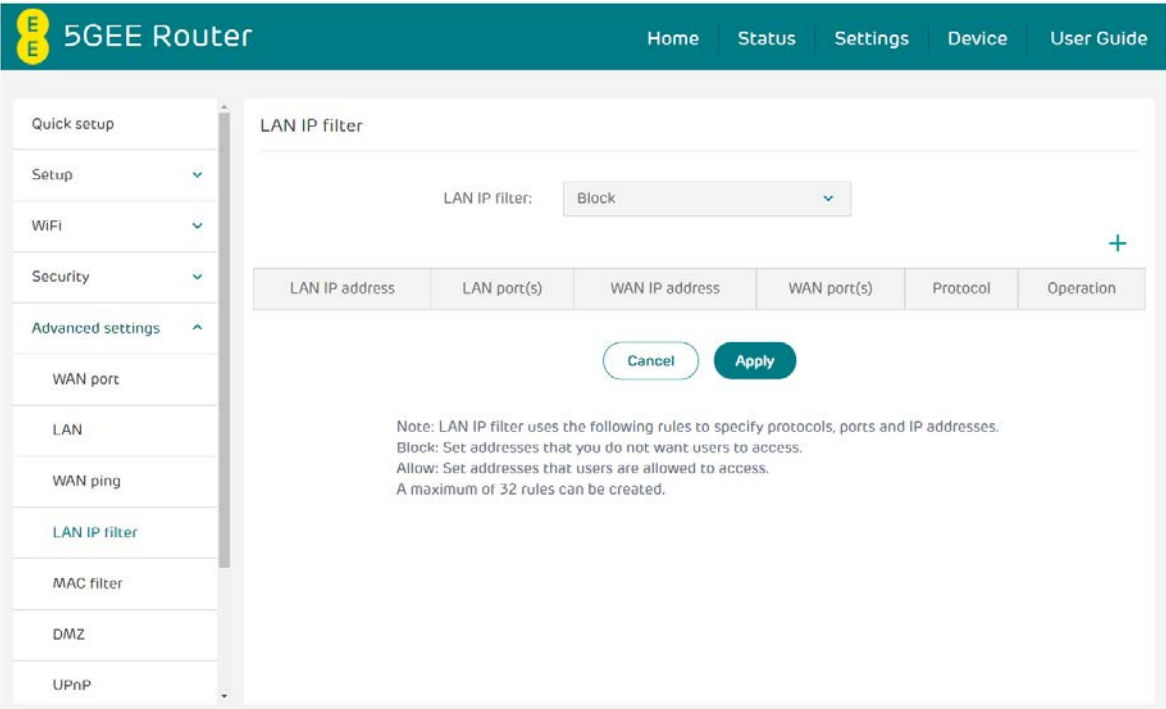 E
E
5GEE Router
Home Status Settings Device User Guide
Quick setup
Setup
WiFi
Security
Advanced settings
WAN port
LAN
WAN ping
LAN IP filter
MAC filter
DMZ
UPnP
LAN IP filter
LAN IP filter: Block
+
LAN IP address LAN port(s) WAN IP address WAN port(s) Protocol Operation
Cancel Apply
Note: LAN IP filter uses the following rules to specify protocols, ports and IP addresses.
Block: Set addresses that you do not want users to access.
Allow: Set addresses that users are allowed to access.
A maximum of 32 rules can be created.